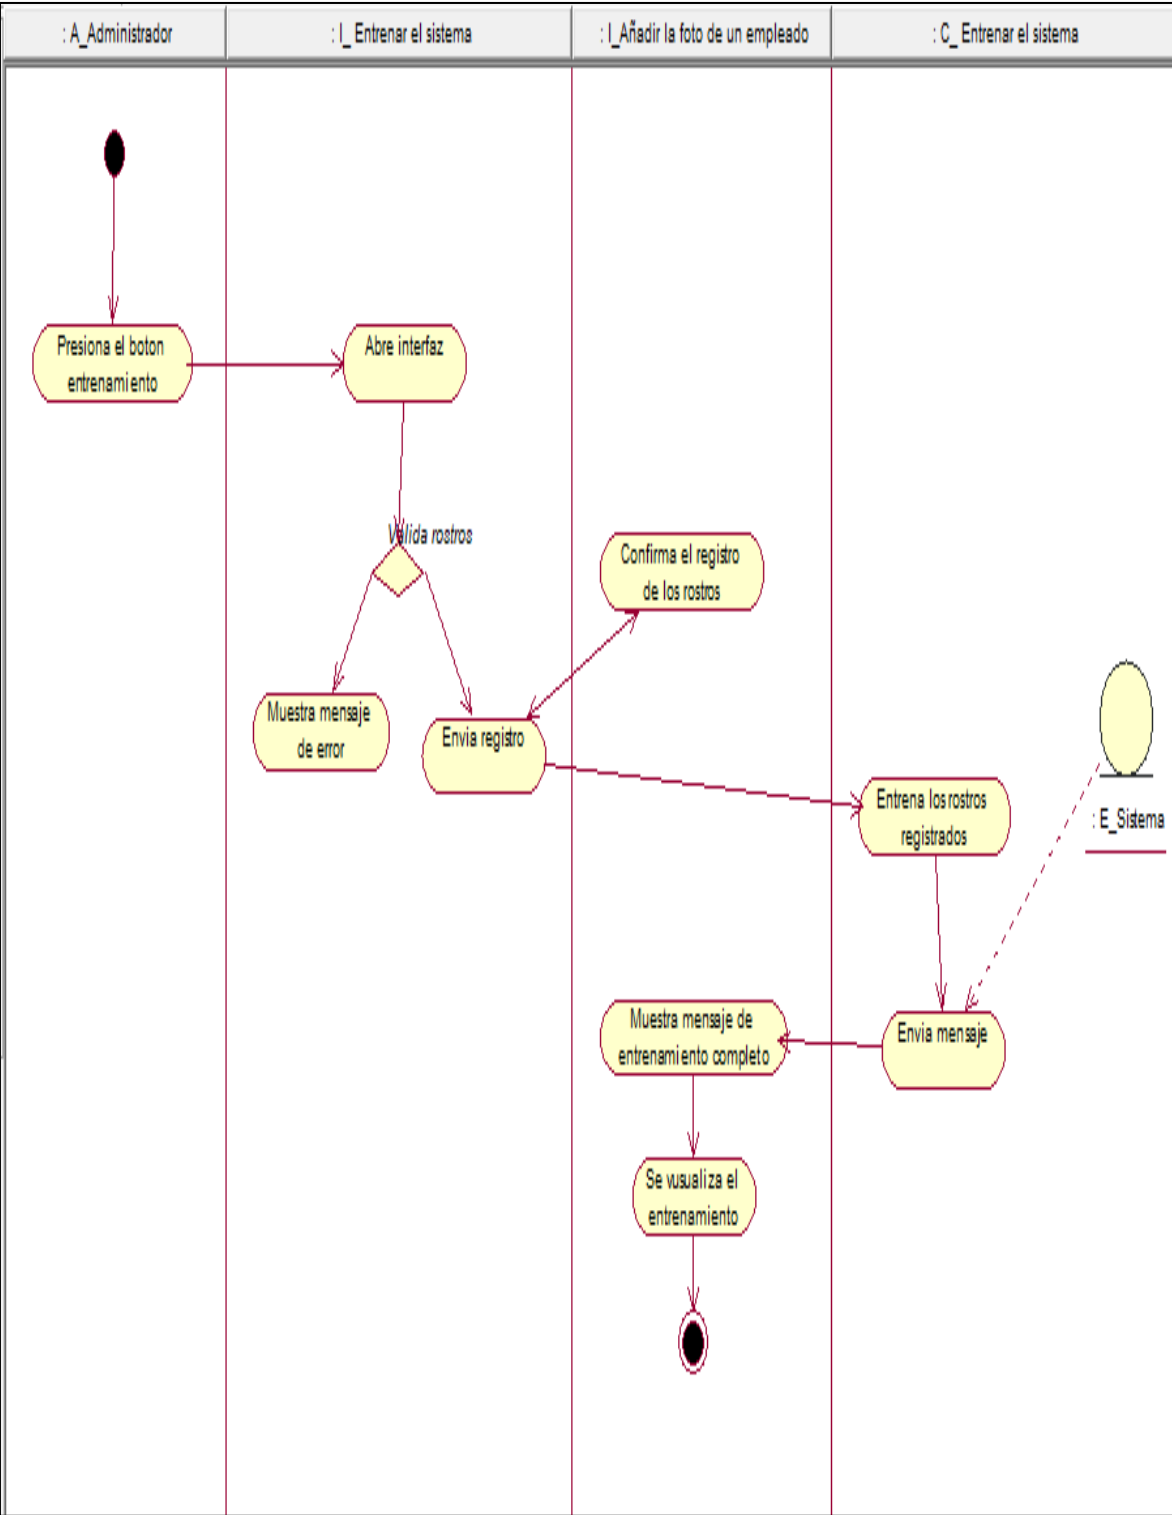 : A_Administrador
: I_ Entrenar el sistema
: I_Añadir la foto de un empleado
: C_ Entrenar el sistema
Presiona el boton
entrenamiento
Abre interfaz
Valida rostros
Confirma el registro
de los rostros
Muestra mensaje
de error
Envia registro
Entrena los rostros
registrados
: E_Sistema
Muestra mensaje de
entrenamiento completo
Envia mensaje
Se vusualiza el
entrenamiento